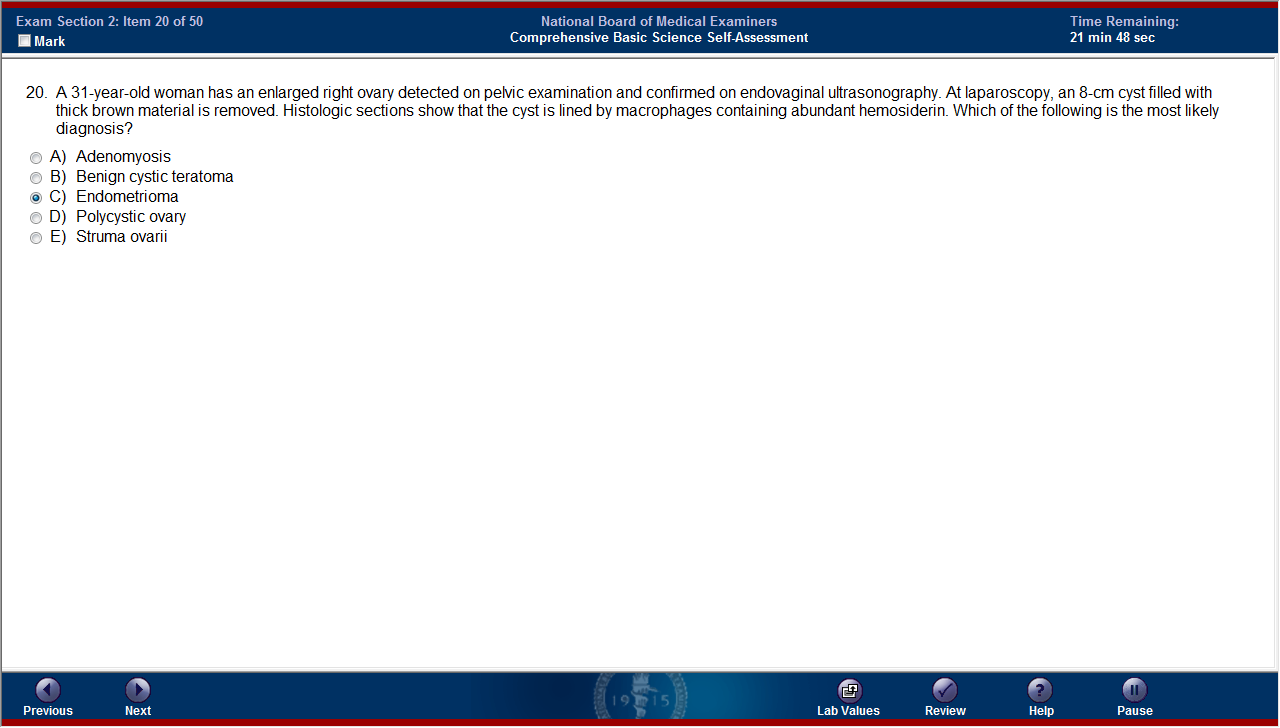 Exam Section 2: Item 20 of 50
National Board of Medical Examiners
Time Remaining:
Mark
Comprehensive Basic Science Self-Assessment
21 min 48 sec
20. A 31-year-old woman has an enlarged right ovary detected on pelvic examination and confirmed on endovaginal ultrasonography. At laparoscopy, an 8-cm cyst filled with
thick brown material is removed. Histologic sections show that the cyst is lined by macrophages containing abundant hemosiderin. Which of the following is the most likely
diagnosis?
A) Adenomyosis
B) Benign cystic teratoma
C) Endometrioma
D) Polycystic ovary
E) Struma ovarii
1915
Previous
Next
Lab Values
Review
Help
Pause